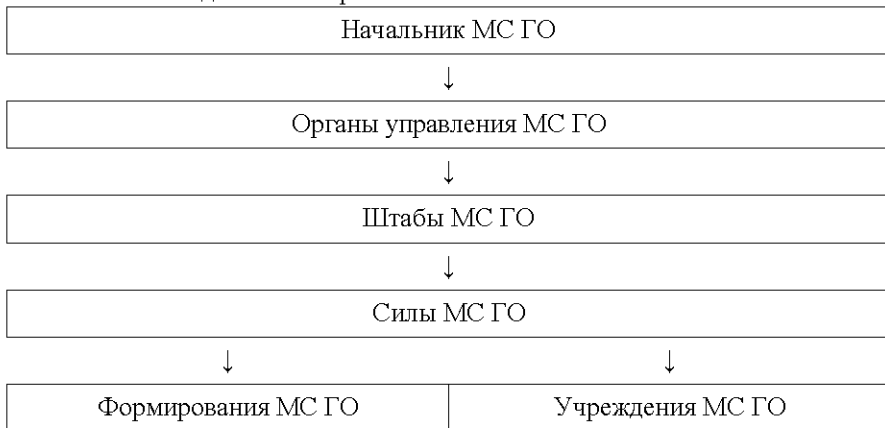 Начальник МС ГО
↓
Органы управления МС ГО
↓
Штабы МС ГО
↓
Силы МС ГО
↓ ↓
Формирования МС ГО Учреждения МС ГО